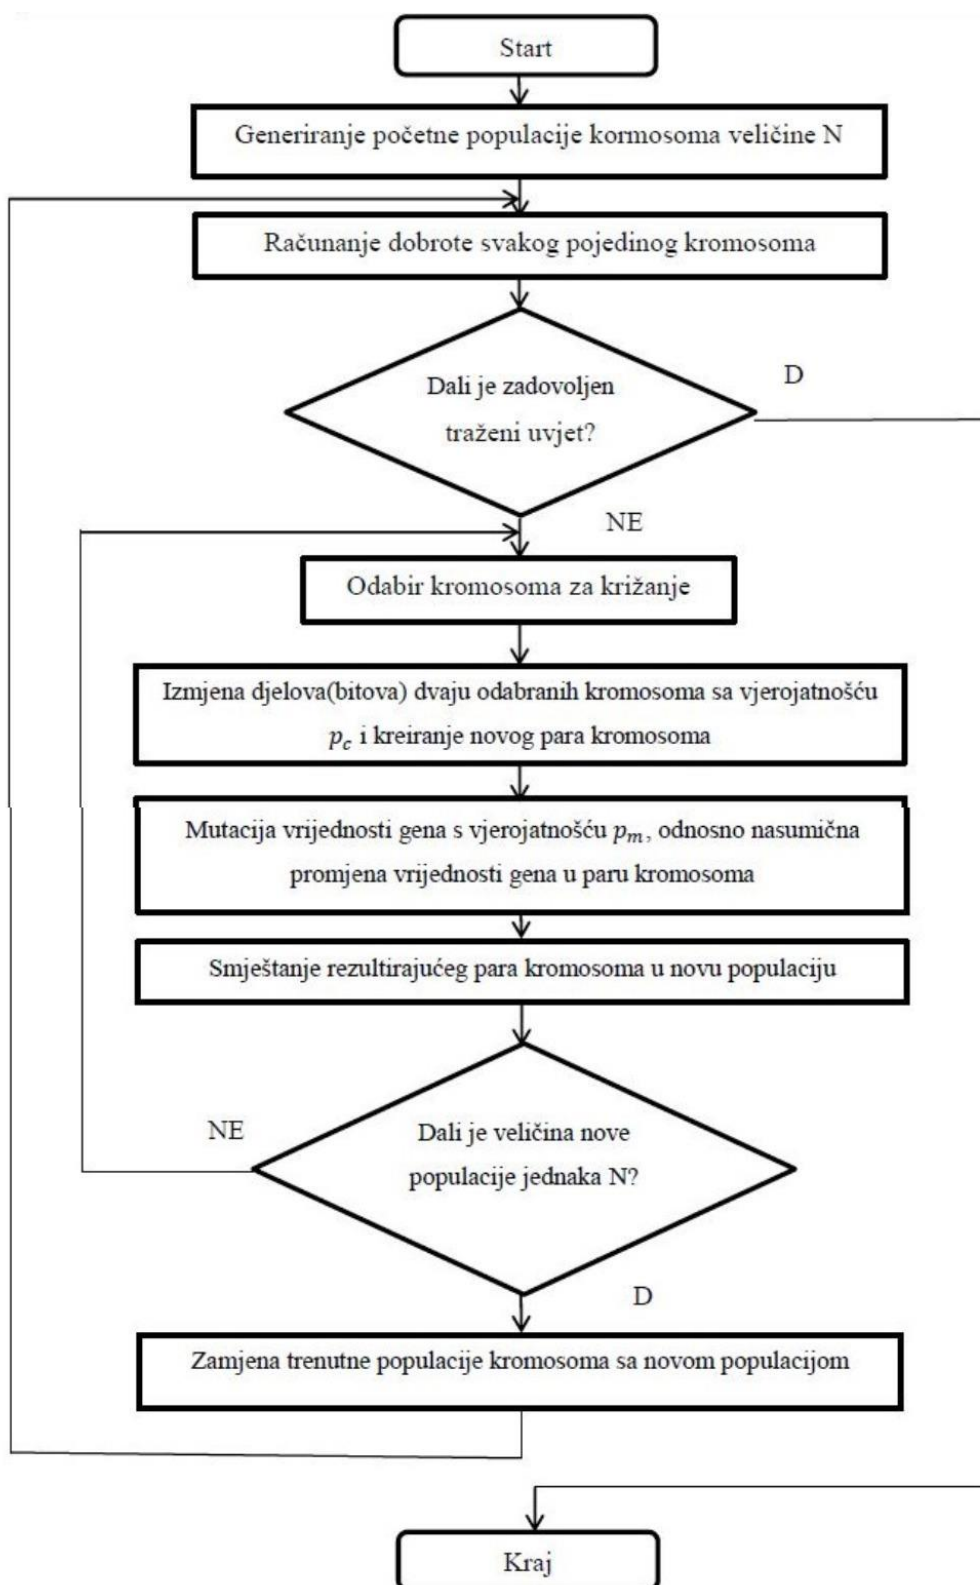 Start
Generiranje početne populacije kormosoma veličine N
Računanje dobrote svakog pojedinog kromosoma
Dali je zadovoljen
traženi uvjet?
D
NE
Odabir kromosoma za križanje
Izmjena djelova(bitova) dvaju odabranih kromosoma sa vjerojatnošću
p_c i kreiranje novog para kromosoma
Mutacija vrijednosti gena s vjerojatnošću p_m, odnosno nasumična
promjena vrijednosti gena u paru kromosoma
Smještanje rezultirajućeg para kromosoma u novu populaciju
NE
Dali je veličina nove
populacije jednaka N?
D
Zamjena trenutne populacije kromosoma sa novom populacijom
Kraj